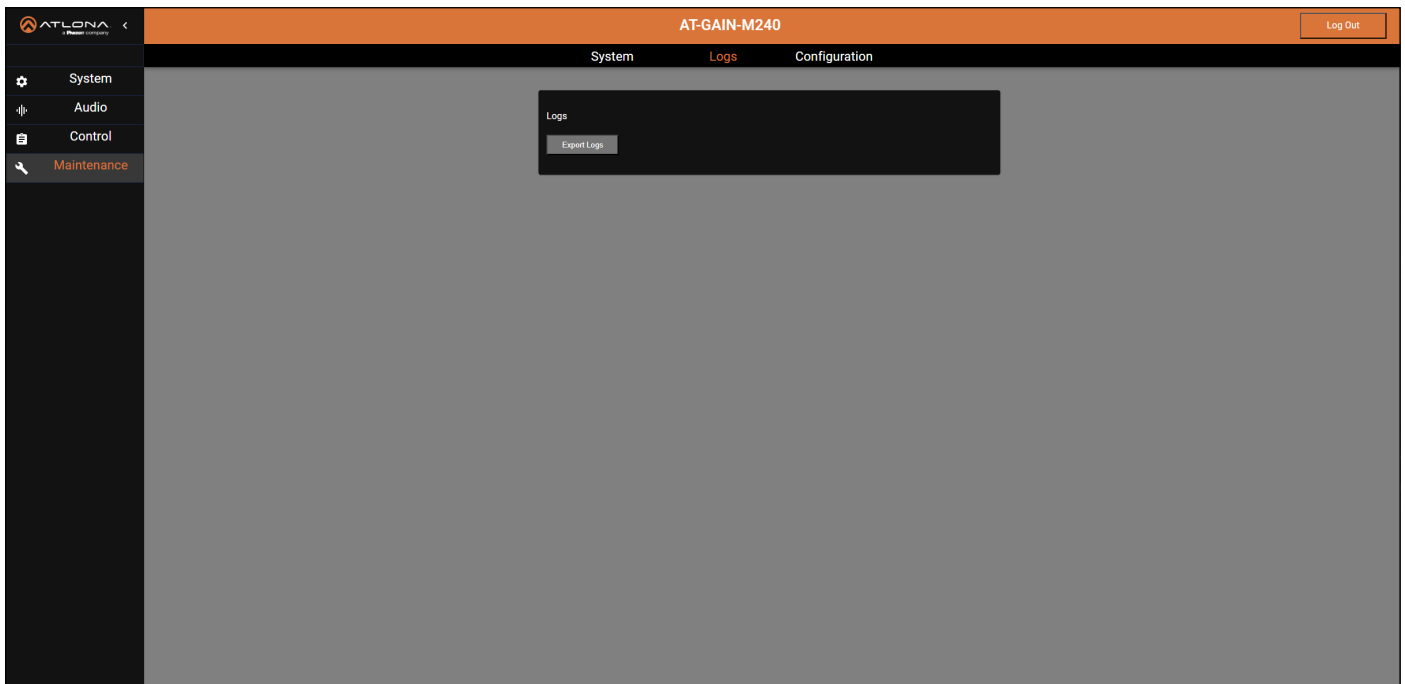 ATLONA
a Panduit company
AT-GAIN-M240
Log Out
System
Logs
Configuration
System
Audio
Control
Maintenance
Logs
Export Logs